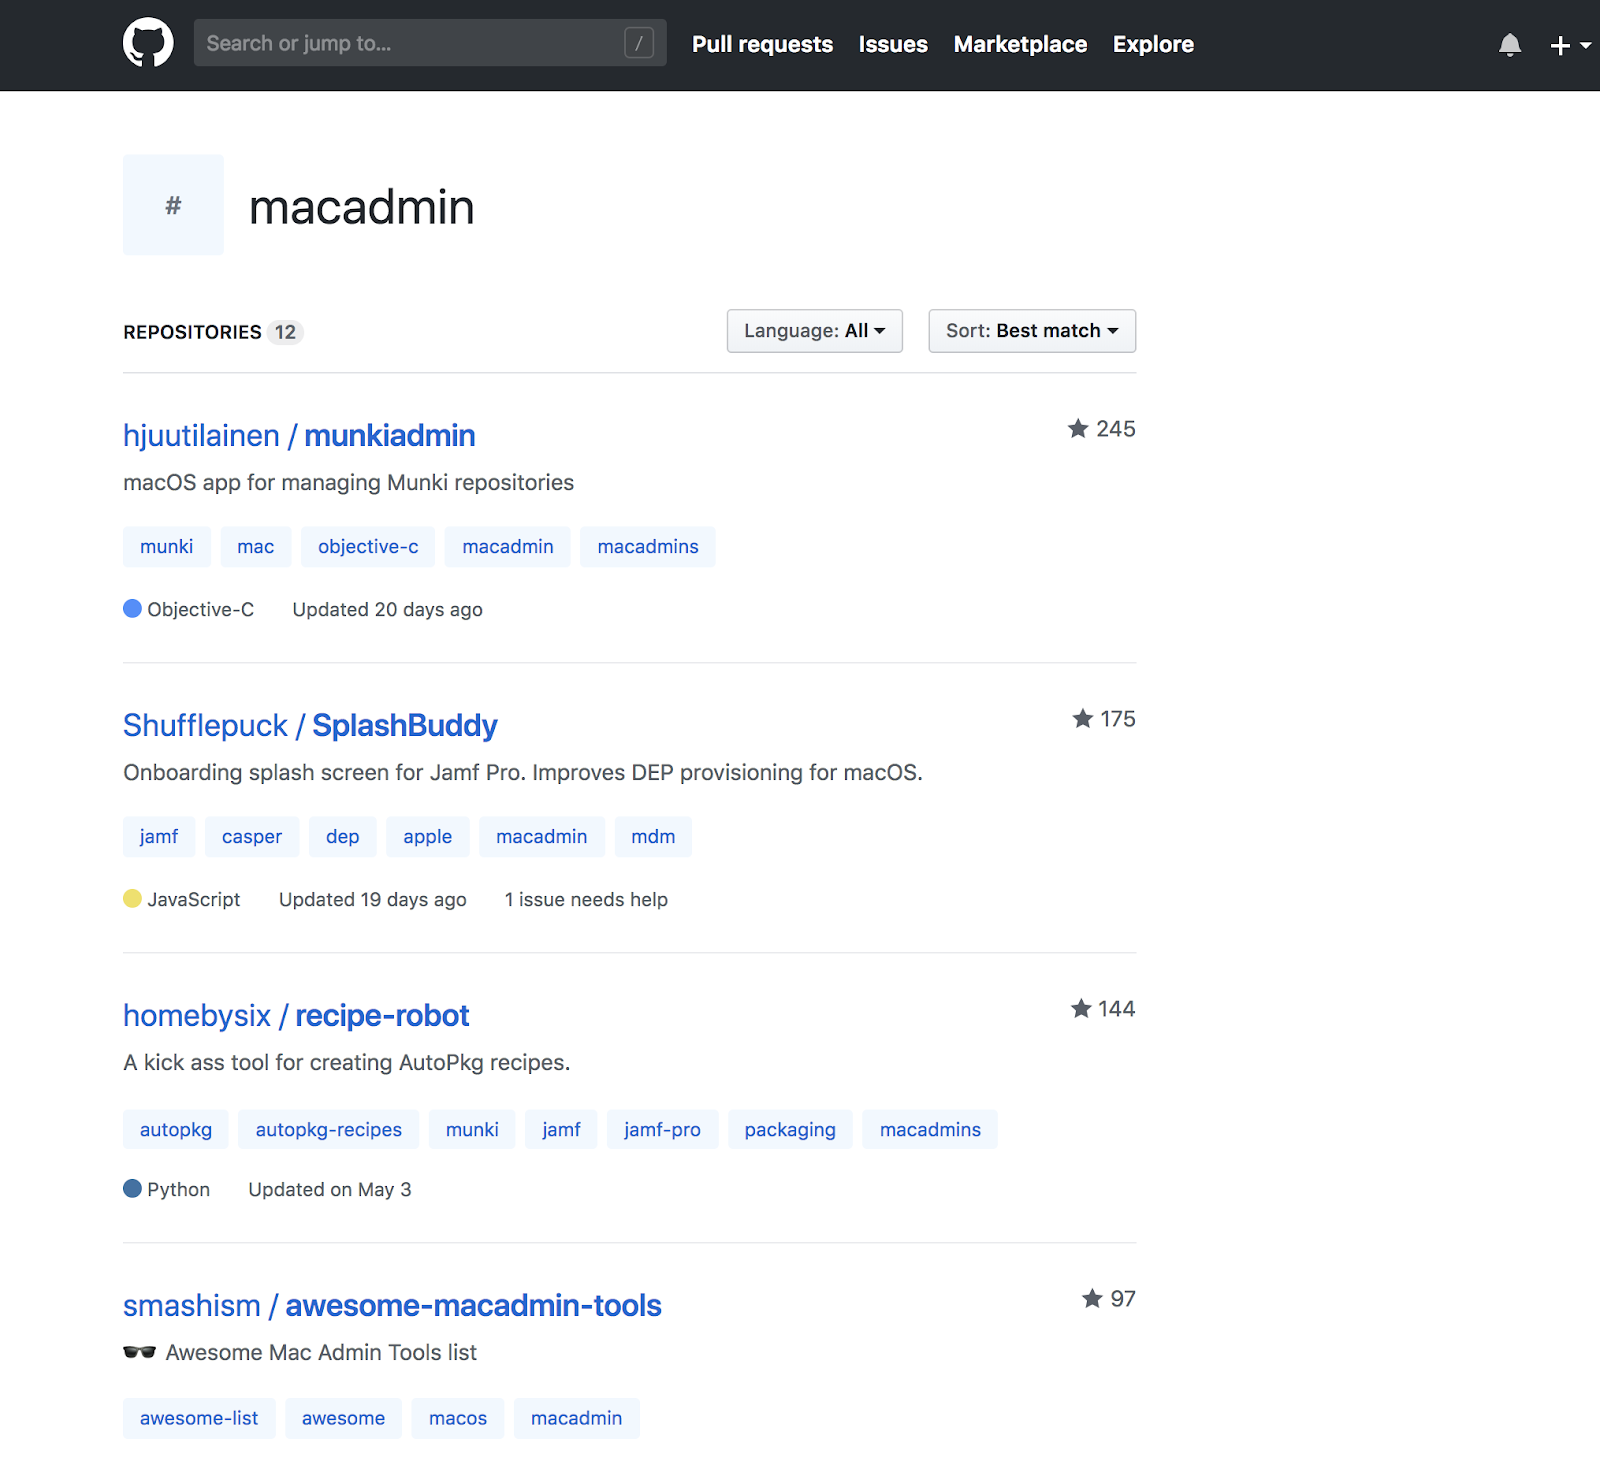 Search or jump to... /
Pull requests Issues Marketplace Explore
# macadmin
REPOSITORIES 12
Language: All Sort: Best match
hjuutilainen / munkiadmin 245
macOS app for managing Munki repositories
munki mac objective-c macadmin macadmins
Objective-C Updated 20 days ago
Shufflepuck / SplashBuddy 175
Onboarding splash screen for Jamf Pro. Improves DEP provisioning for macOS.
jamf casper dep apple macadmin mdm
JavaScript Updated 19 days ago 1 issue needs help
homebysix / recipe-robot 144
A kick ass tool for creating AutoPkg recipes.
autopkg autopkg-recipes munki jamf jamf-pro packaging macadmins
Python Updated on May 3
smashism / awesome-macadmin-tools 97
🕶 Awesome Mac Admin Tools list
awesome-list awesome macos macadmin